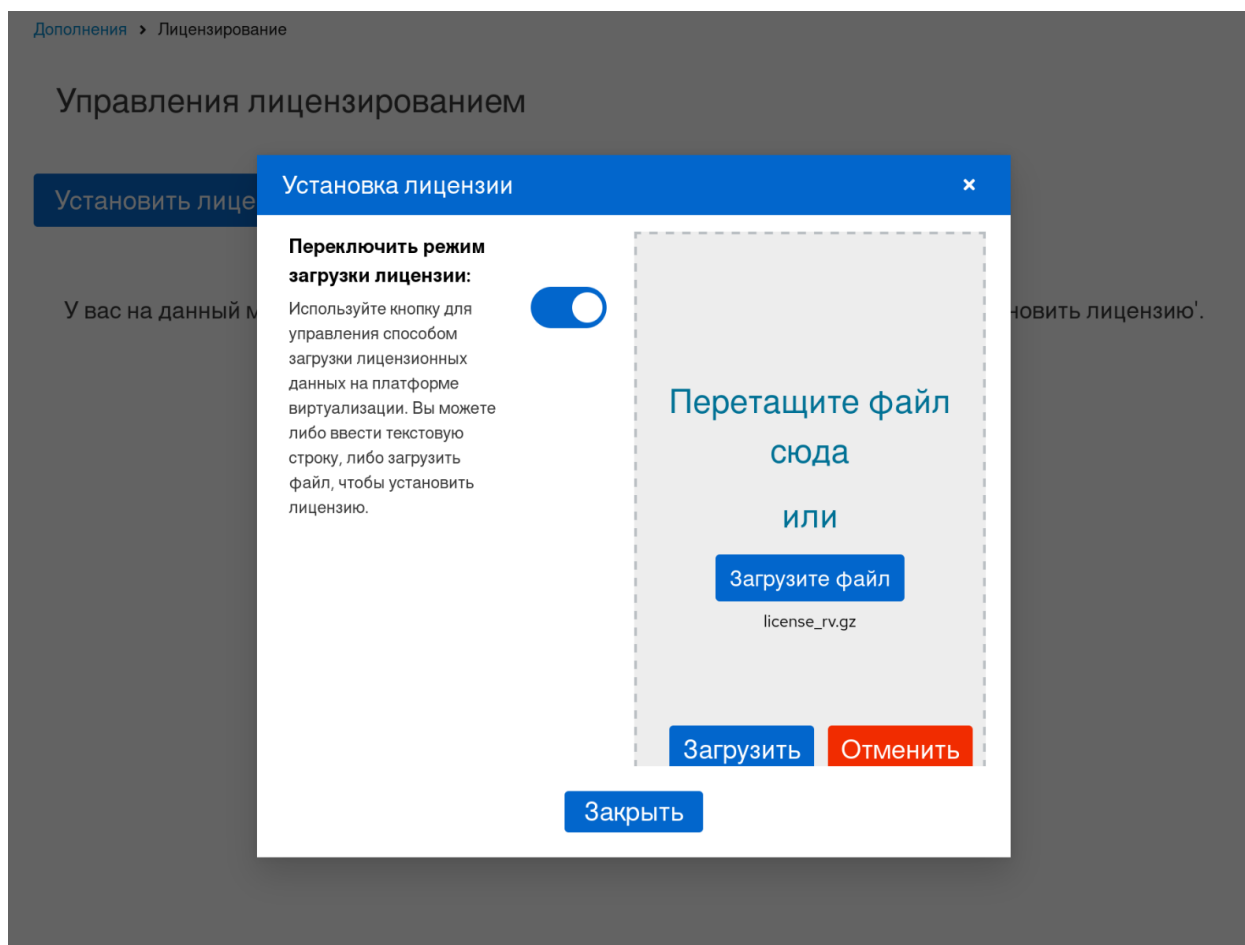 Дополнения > Лицензирование
Управления лицензированием
Установить лице
Установка лицензии
×
Переключить режим
загрузки лицензии:
Используйте кнопку для
управления способом
загрузки лицензионных
данных на платформе
виртуализации. Вы можете
либо ввести текстовую
строку, либо загрузить
файл, чтобы установить
лицензию.
Перетащите файл
сюда
или
Загрузите файл
license_rv.gz
Загрузить Отменить
Закрыть
У вас на данный м
новить лицензию'.